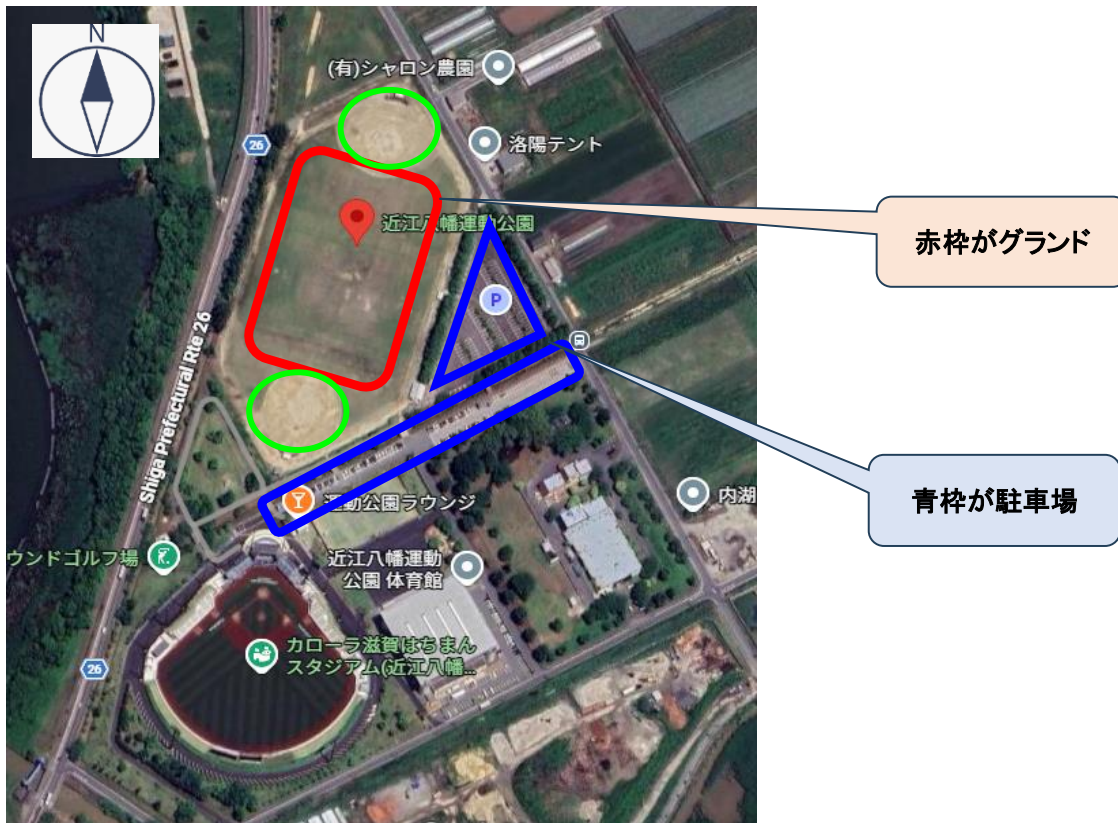 N
(有)シャロン農園
26
洛陽テント
近江八幡運動公園
赤枠がグランド
P
Shiga Prefectural Rte 26
青枠が駐車場
運動公園ラウンジ
内湖
ウンドゴルフ場
近江八幡運動
公園 体育館
カローラ滋賀はちまん
スタジアム(近江八幡...
26